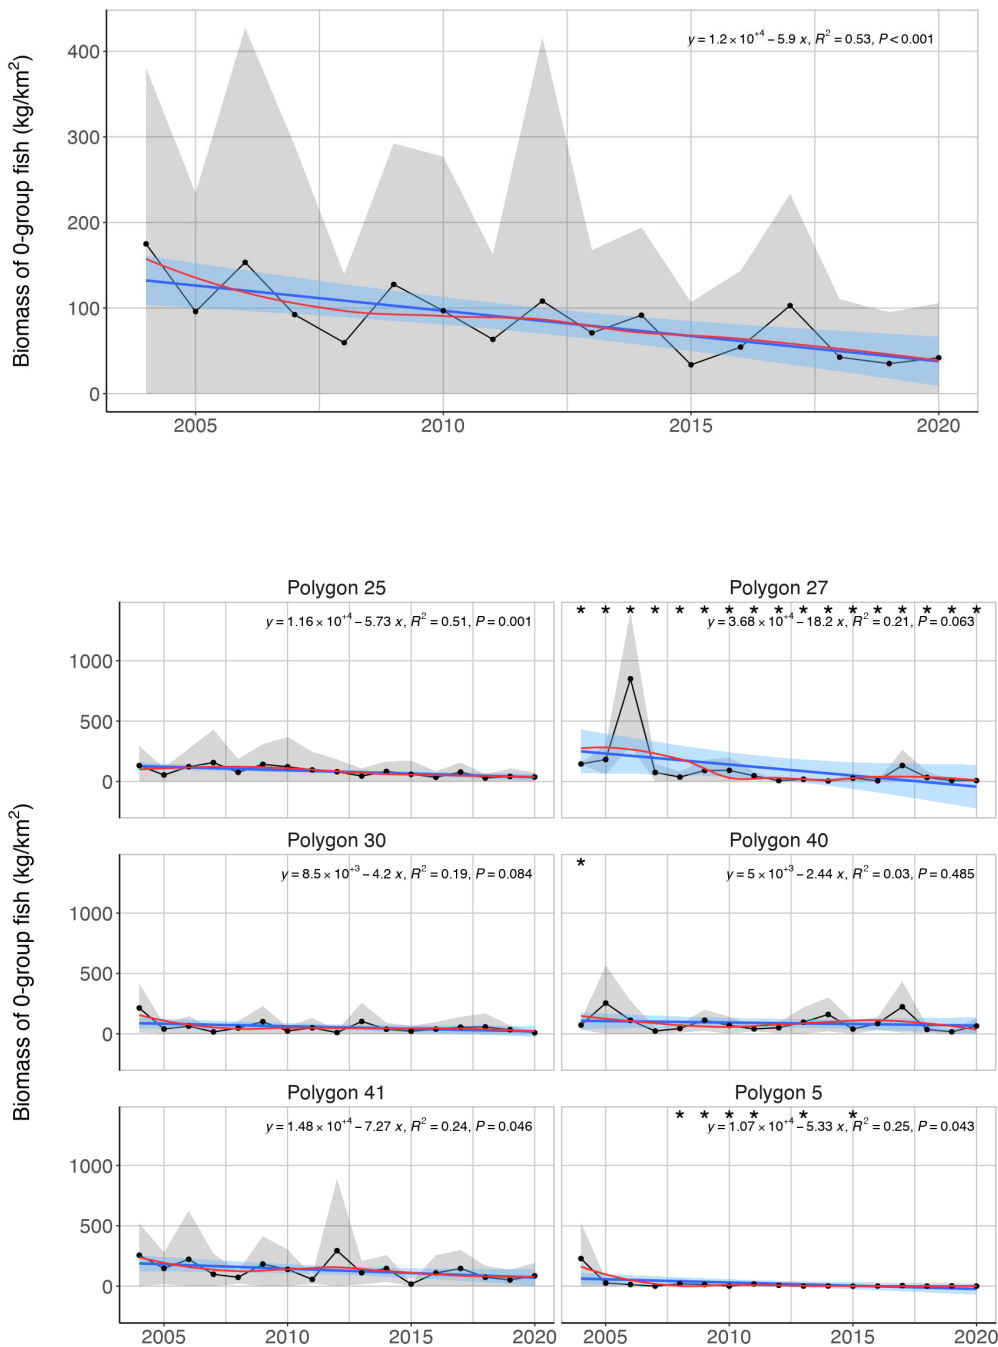 y = 1.2 × 10⁺⁴ − 5.9 x, R² = 0.53, P < 0.001
Biomass of 0-group fish (kg/km²)
400
300
200
100
0
2005 2010 2015 2020
Polygon 25 Polygon 27
* * * * * * * * * * * * * * * * *
y = 1.16 × 10⁺⁴ − 5.73 x, R² = 0.51, P = 0.001
y = 3.68 × 10⁺⁴ − 18.2 x, R² = 0.21, P = 0.063
1000
500
0
Polygon 30 Polygon 40
*
y = 8.5 × 10⁺³ − 4.2 x, R² = 0.19, P = 0.084
y = 5 × 10⁺³ − 2.44 x, R² = 0.03, P = 0.485
Biomass of 0-group fish (kg/km²)
1000
500
0
Polygon 41 Polygon 5
* * * * * *
y = 1.48 × 10⁺⁴ − 7.27 x, R² = 0.24, P = 0.046
y = 1.07 × 10⁺⁴ − 5.33 x, R² = 0.25, P = 0.043
1000
500
0
2005 2010 2015 2020 2005 2010 2015 2020